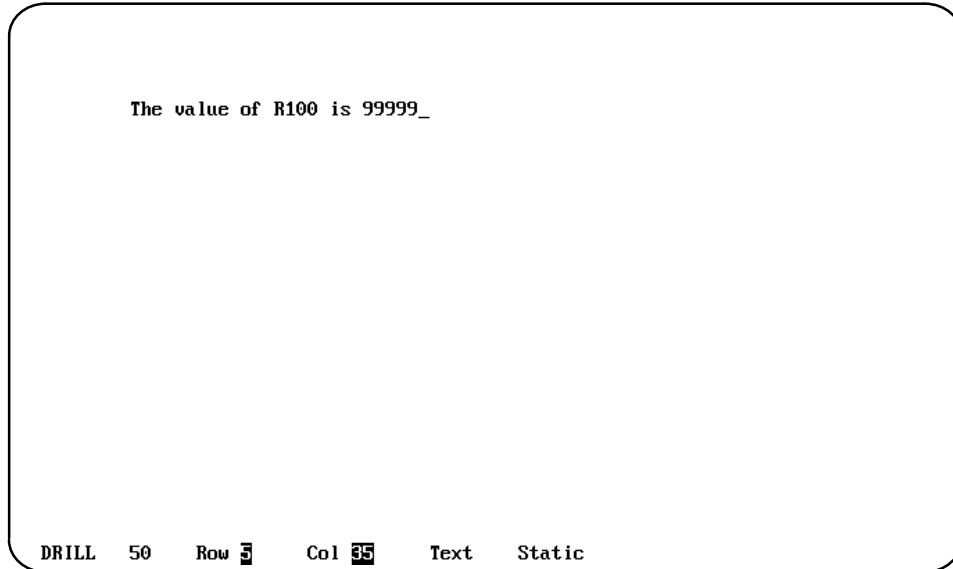 The value of R100 is 99999_
DRILL 50 Row 5 Col 35 Text Static